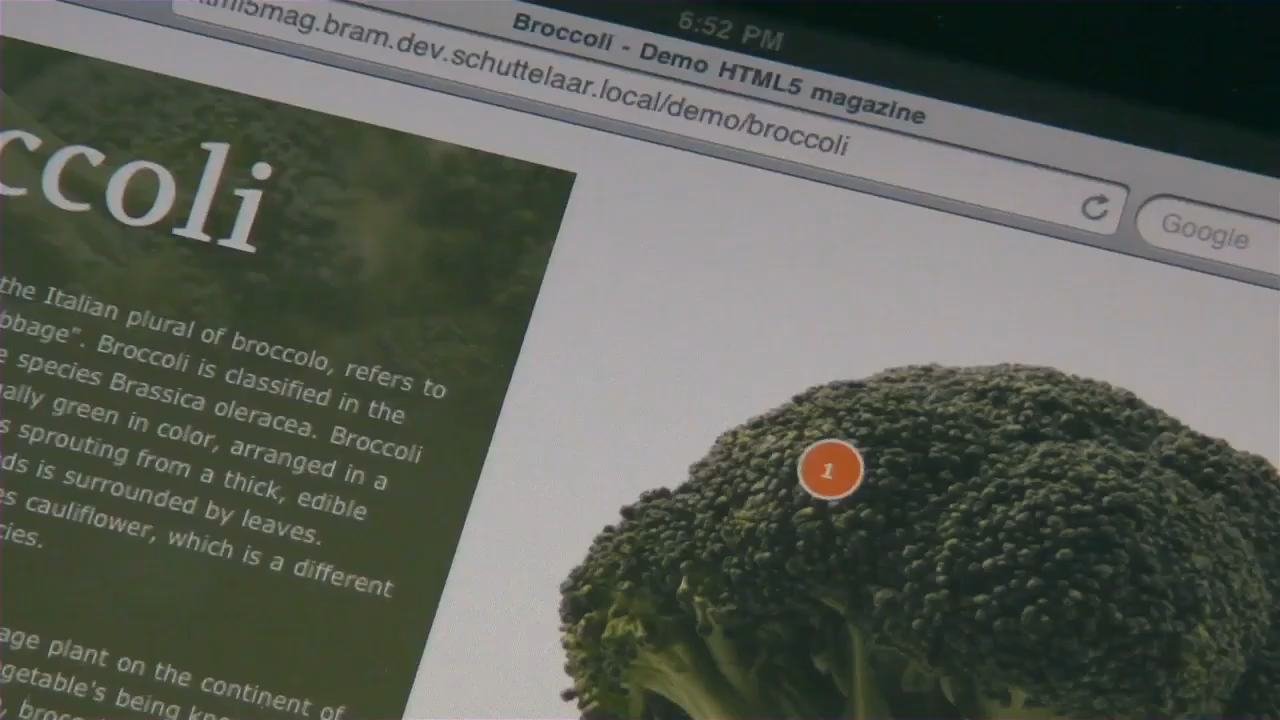 6:52 PM
Broccoli - Demo HTML5 magazine
html5mag.bram.dev.schuttelaar.local/demo/broccoli
Google
ccoli
the Italian plural of broccolo, refers to
bbage". Broccoli is classified in the
species Brassica oleracea. Broccoli
ally green in color, arranged in a
s sprouting from a thick, edible
ds is surrounded by leaves.
es cauliflower, which is a different
cies.
age plant on the continent of
getable's being
1